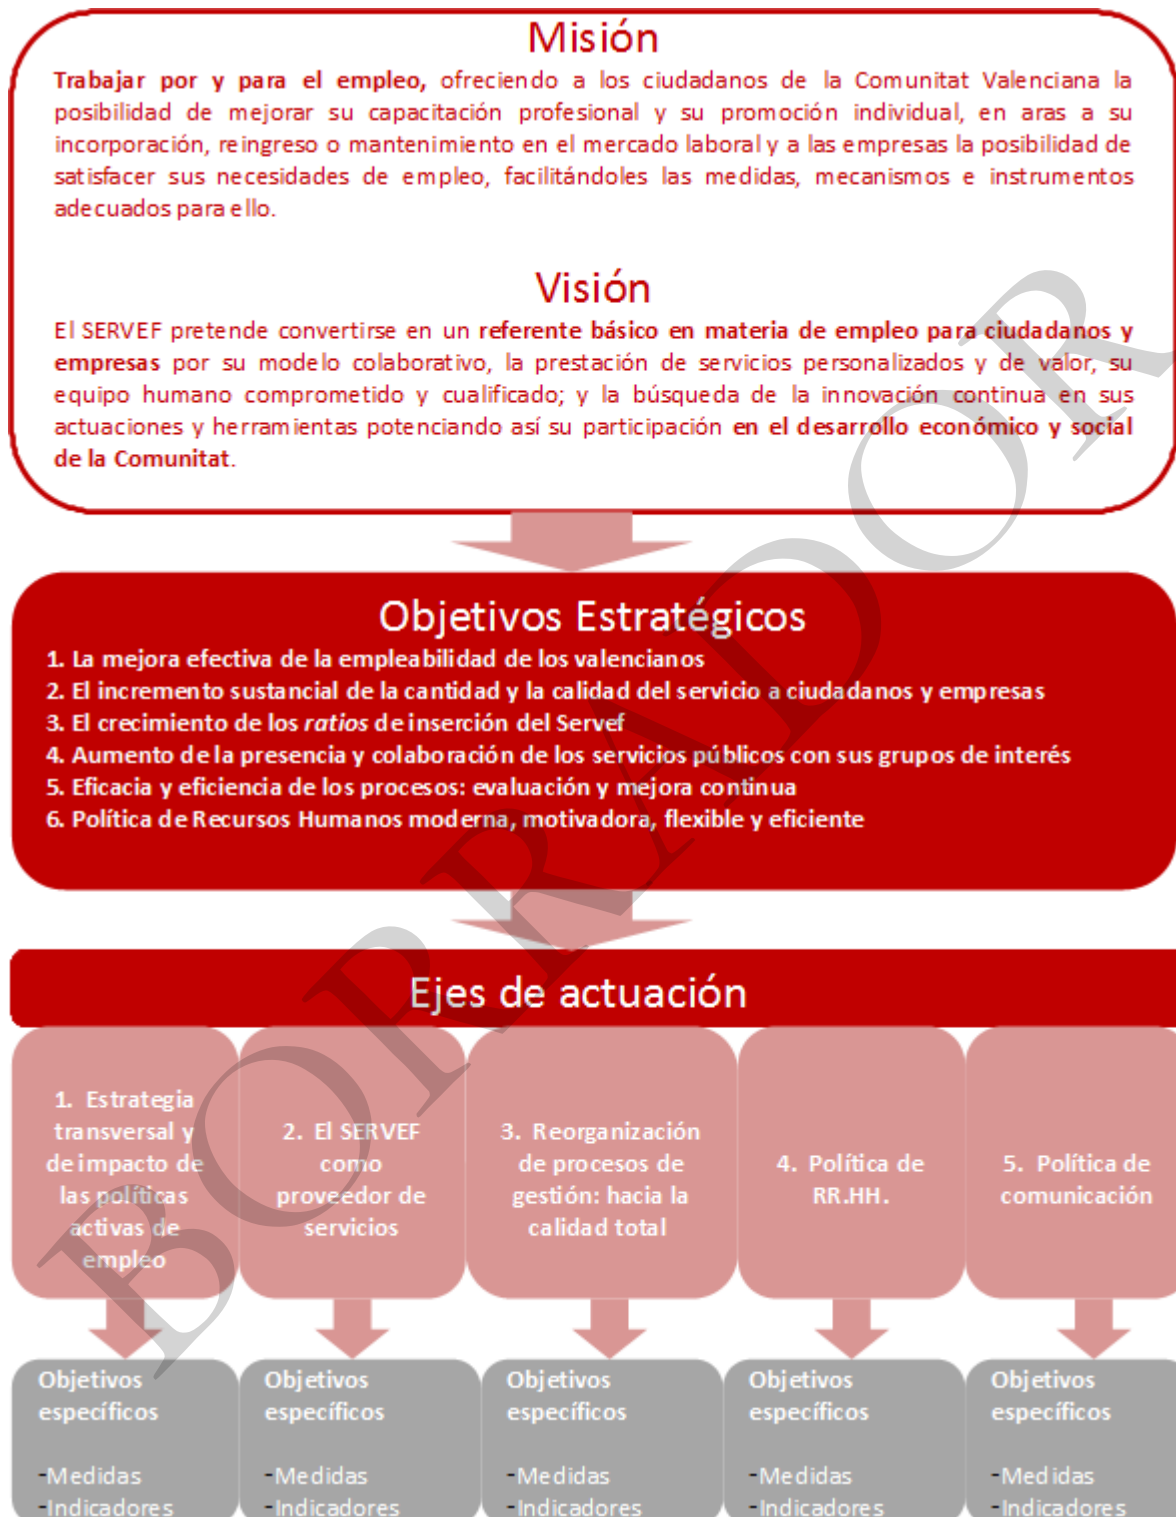 Misión
Trabajar por y para el empleo, ofreciendo a los ciudadanos de la Comunitat Valenciana la
posibilidad de mejorar su capacitación profesional y su promoción individual, en aras a su
incorporación, reingreso o mantenimiento en el mercado laboral y a las empresas la posibilidad de
satisfacer sus necesidades de empleo, facilitándoles las medidas, mecanismos e instrumentos
adecuados para ello.
Visión
El SERVEF pretende convertirse en un referente básico en materia de empleo para ciudadanos y
empresas por su modelo colaborativo, la prestación de servicios personalizados y de valor, su
equipo humano comprometido y cualificado; y la búsqueda de la innovación continua en sus
actuaciones y herramientas potenciando así su participación en el desarrollo económico y social
de la Comunitat.
Objetivos Estratégicos
1. La mejora efectiva de la empleabilidad de los valencianos
2. El incremento sustancial de la cantidad y la calidad del servicio a ciudadanos y empresas
3. El crecimiento de los ratios de inserción del Servef
4. Aumento de la presencia y colaboración de los servicios públicos con sus grupos de interés
5. Eficacia y eficiencia de los procesos: evaluación y mejora continua
6. Política de Recursos Humanos moderna, motivadora, flexible y eficiente
Ejes de actuación
1. Estrategia
transversal y
de impacto de
las políticas
activas de
empleo
2. El SERVEF
como
proveedor de
servicios
3. Reorganización
de procesos de
gestión: hacia la
calidad total
4. Política de
RR.HH.
5. Política de
comunicación
Objetivos
específicos
-Medidas
-Indicadores
Objetivos
específicos
-Medidas
-Indicadores
Objetivos
específicos
-Medidas
-Indicadores
Objetivos
específicos
-Medidas
-Indicadores
Objetivos
específicos
-Medidas
-Indicadores
BORRADOR